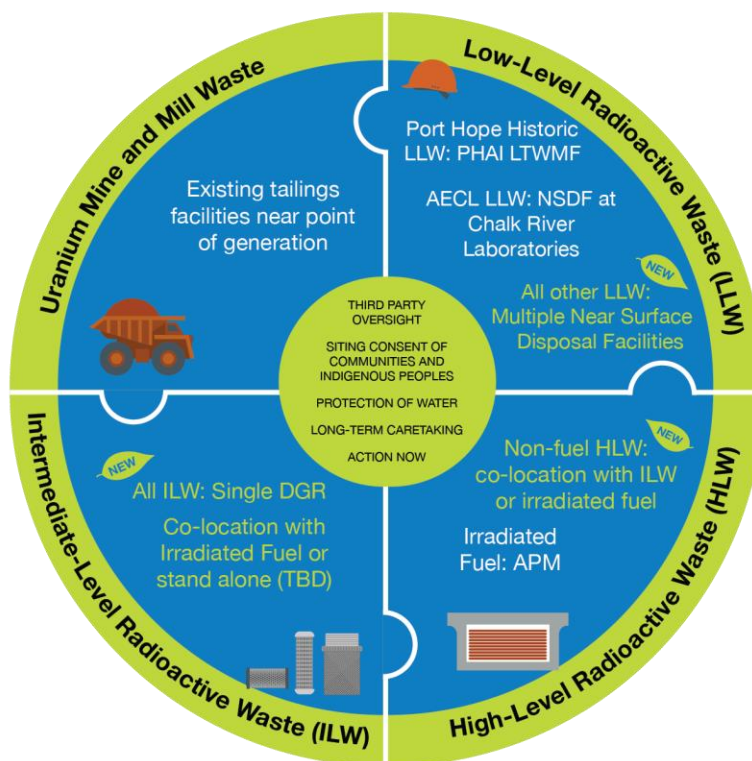 Uranium Mine and Mill Waste
Existing tailings
facilities near point
of generation
Low-Level Radioactive Waste (LLW)
Port Hope Historic
LLW: PHAI LTWMF
AECL LLW: NSDF at
Chalk River
Laboratories
NEW
All other LLW:
Multiple Near Surface
Disposal Facilities
THIRD PARTY
OVERSIGHT
SITING CONSENT OF
COMMUNITIES AND
INDIGENOUS PEOPLES
PROTECTION OF WATER
LONG-TERM CARETAKING
ACTION NOW
Intermediate-Level Radioactive Waste (ILW)
NEW
All ILW: Single DGR
Co-location with
Irradiated Fuel or
stand alone (TBD)
High-Level Radioactive Waste (HLW)
NEW
Non-fuel HLW:
co-location with ILW
or irradiated fuel
Irradiated
Fuel: APM